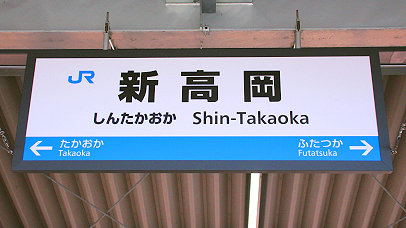 JR 新高岡
しんたかおか Shin-Takaoka
たかおか ふたつか
Takaoka Futatsuka